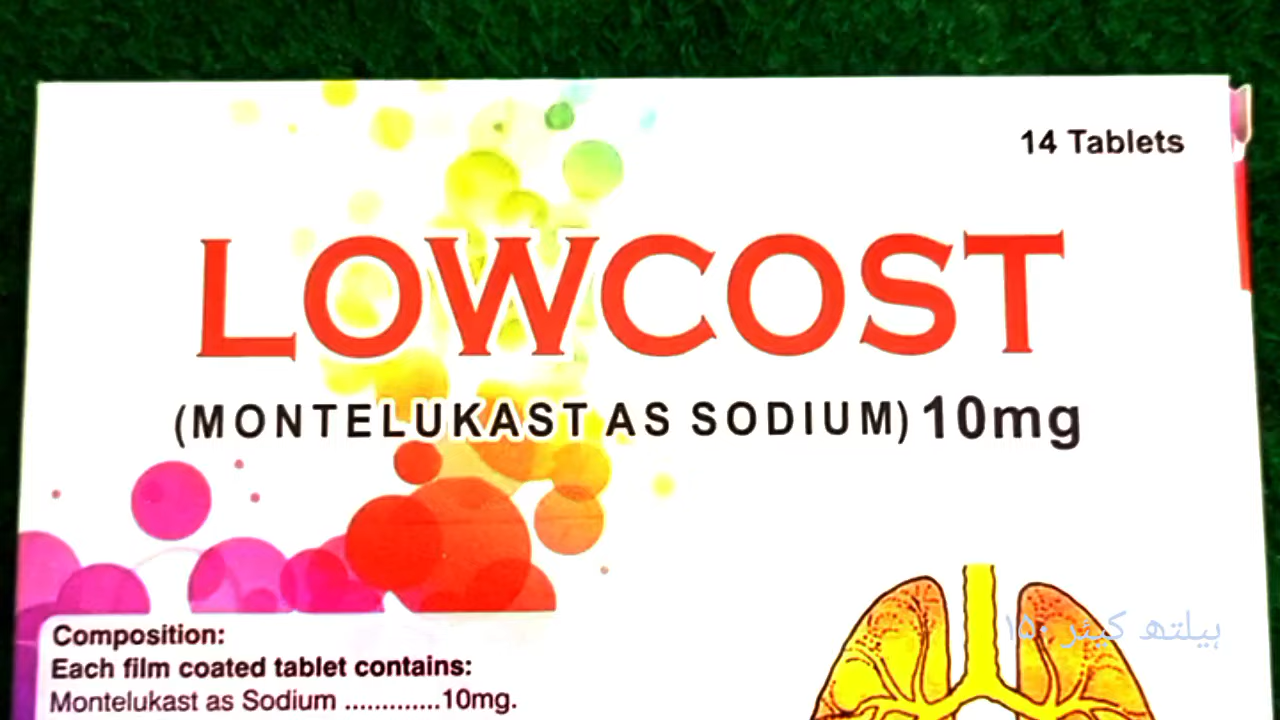 14 Tablets
LOWCOST
(MONTELUKAST AS SODIUM) 10mg
Composition:
Each film coated tablet contains:
Montelukast as Sodium .............10mg.
ہیلتھ کیئر ۱۵۰